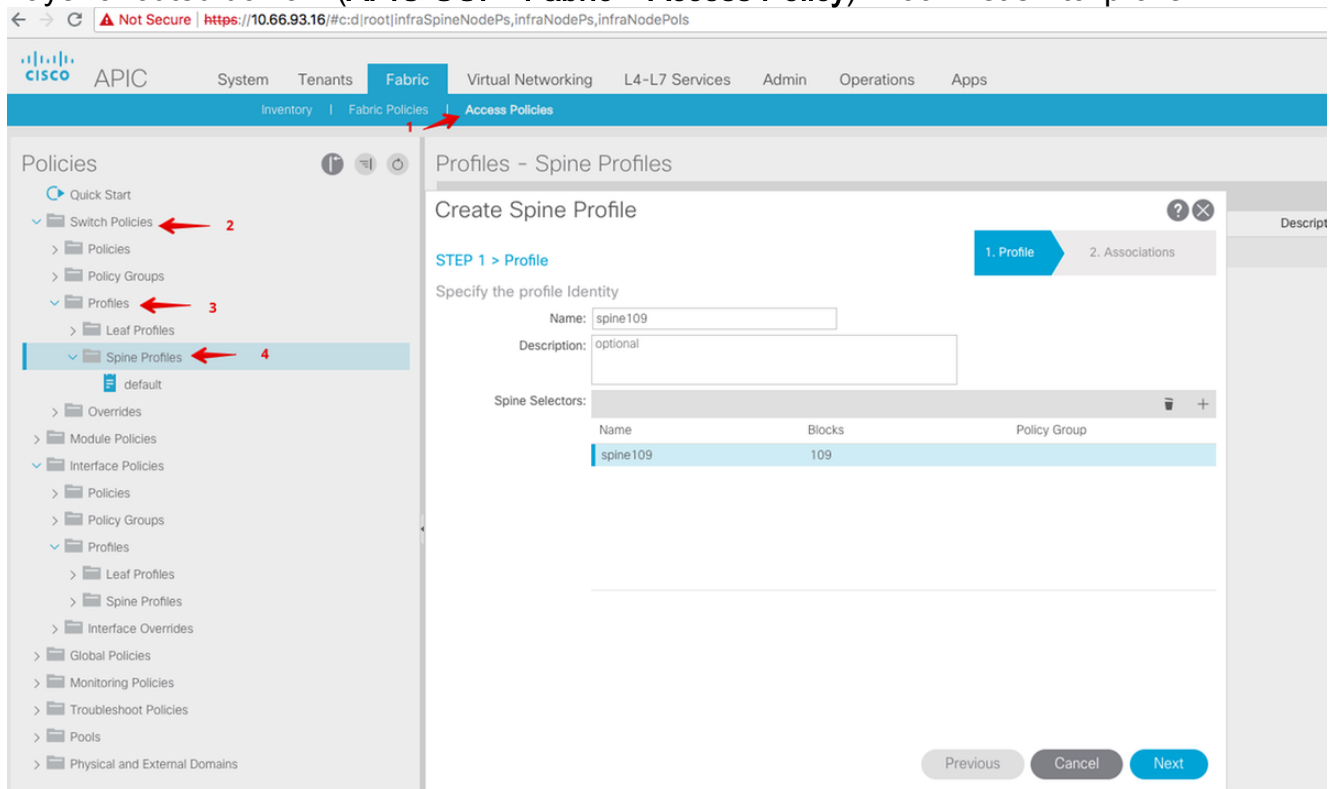 Not Secure | https://10.66.93.16/#c:d|root|infraSpineNodePs,infraNodePs,infraNodePols
cisco APIC System Tenants Fabric Virtual Networking L4-L7 Services Admin Operations Apps
Inventory | Fabric Policies | Access Policies
1
Policies
Quick Start
Switch Policies 2
Policies
Policy Groups
Profiles 3
Leaf Profiles
Spine Profiles 4
default
Overrides
Module Policies
Interface Policies
Policies
Policy Groups
Profiles
Leaf Profiles
Spine Profiles
Interface Overrides
Global Policies
Monitoring Policies
Troubleshoot Policies
Pools
Physical and External Domains
Profiles - Spine Profiles
Descript
Create Spine Profile
STEP 1 > Profile
1. Profile 2. Associations
Specify the profile Identity
Name: spine109
Description: optional
Spine Selectors:
Name Blocks Policy Group
spine109 109
Previous Cancel Next